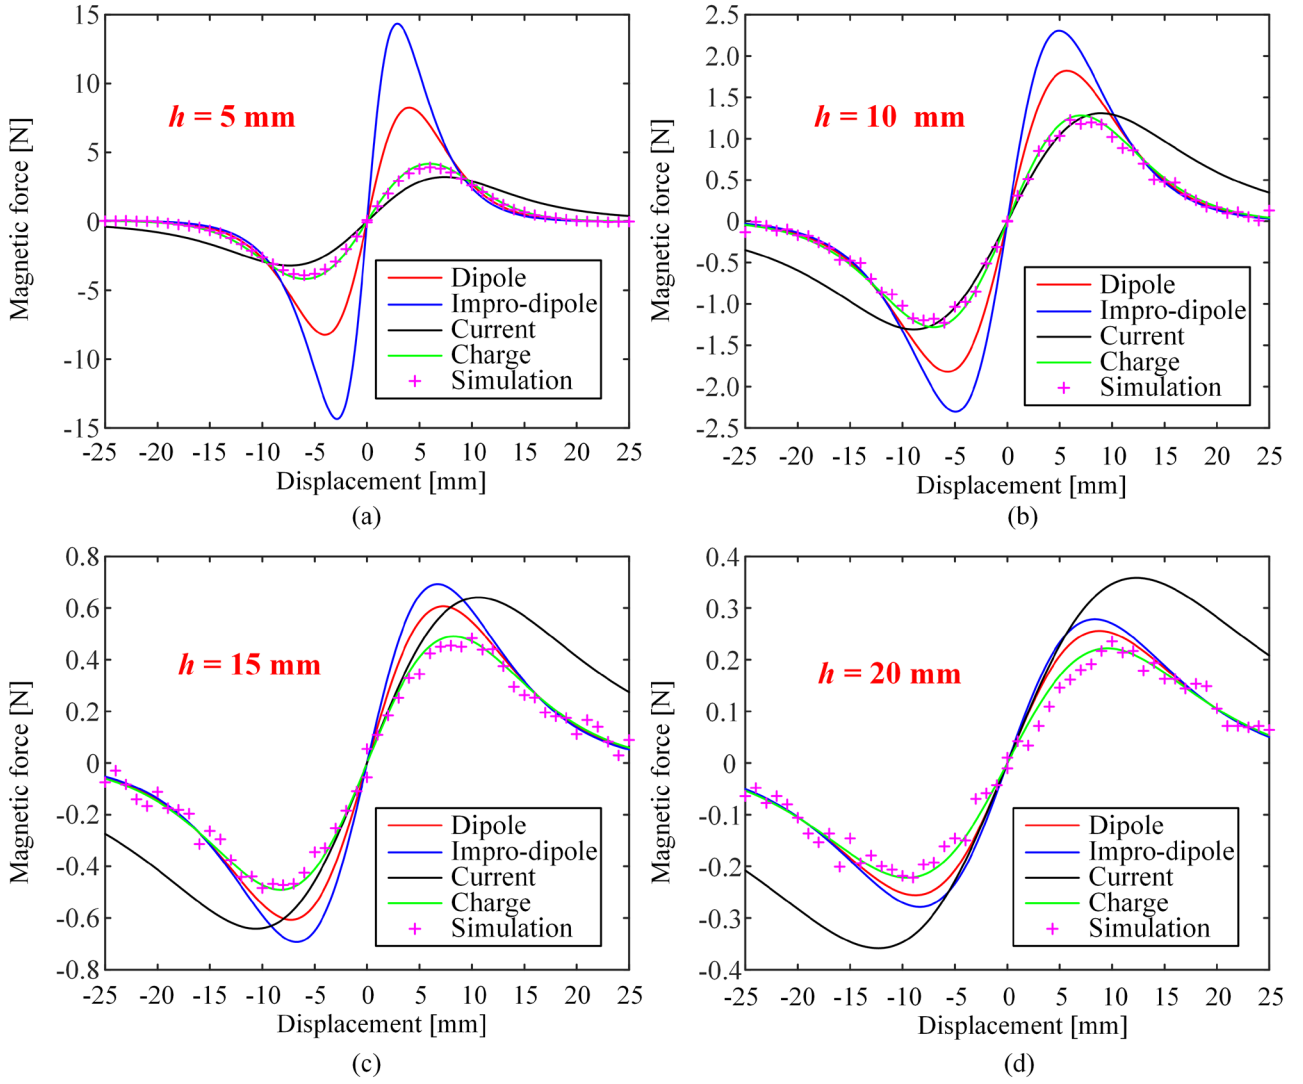 15
10
5
0
-5
-10
-15
Magnetic force [N]
h = 5 mm
Dipole
Impro-dipole
Current
Charge
Simulation
-25 -20 -15 -10 -5 0 5 10 15 20 25
Displacement [mm]
(a)
2.5
2.0
1.5
1.0
0.5
0
-0.5
-1.0
-1.5
-2.0
-2.5
Magnetic force [N]
h = 10 mm
Dipole
Impro-dipole
Current
Charge
Simulation
-25 -20 -15 -10 -5 0 5 10 15 20 25
Displacement [mm]
(b)
0.8
0.6
0.4
0.2
0
-0.2
-0.4
-0.6
-0.8
Magnetic force [N]
h = 15 mm
Dipole
Impro-dipole
Current
Charge
Simulation
-25 -20 -15 -10 -5 0 5 10 15 20 25
Displacement [mm]
(c)
0.4
0.3
0.2
0.1
0
-0.1
-0.2
-0.3
-0.4
Magnetic force [N]
h = 20 mm
Dipole
Impro-dipole
Current
Charge
Simulation
-25 -20 -15 -10 -5 0 5 10 15 20 25
Displacement [mm]
(d)